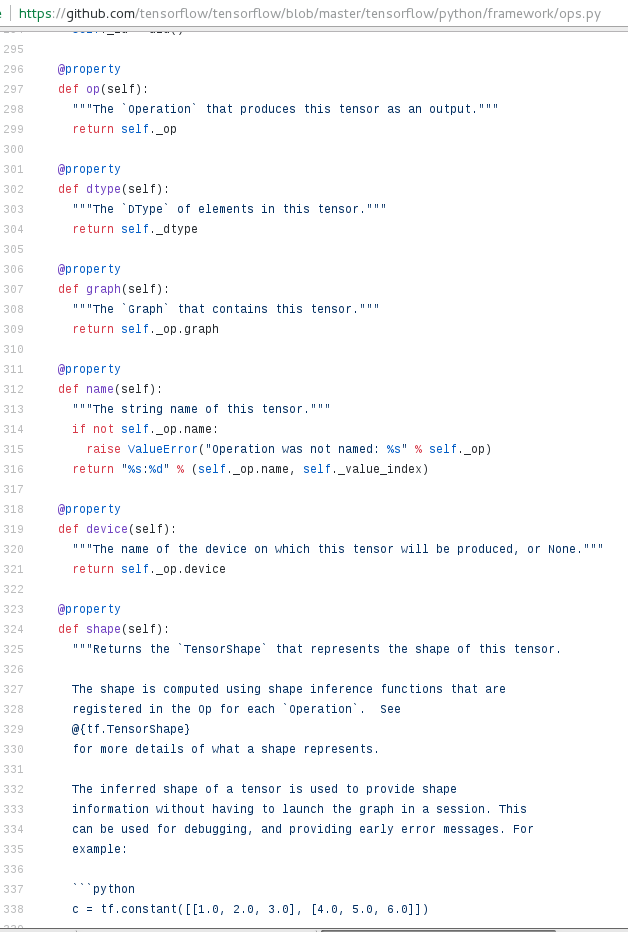 https://github.com/tensorflow/tensorflow/blob/master/tensorflow/python/framework/ops.py
295
296     @property
297     def op(self):
298       """The `Operation` that produces this tensor as an output."""
299       return self._op
300
301     @property
302     def dtype(self):
303       """The `DType` of elements in this tensor."""
304       return self._dtype
305
306     @property
307     def graph(self):
308       """The `Graph` that contains this tensor."""
309       return self._op.graph
310
311     @property
312     def name(self):
313       """The string name of this tensor."""
314       if not self._op.name:
315         raise ValueError("Operation was not named: %s" % self._op)
316       return "%s:%d" % (self._op.name, self._value_index)
317
318     @property
319     def device(self):
320       """The name of the device on which this tensor will be produced, or None."""
321       return self._op.device
322
323     @property
324     def shape(self):
325       """Returns the `TensorShape` that represents the shape of this tensor.
326
327       The shape is computed using shape inference functions that are
328       registered in the Op for each `Operation`.  See
329       @{tf.TensorShape}
330       for more details of what a shape represents.
331
332       The inferred shape of a tensor is used to provide shape
333       information without having to launch the graph in a session. This
334       can be used for debugging, and providing early error messages. For
335       example:
336
337       ```python
338       c = tf.constant([[1.0, 2.0, 3.0], [4.0, 5.0, 6.0]])